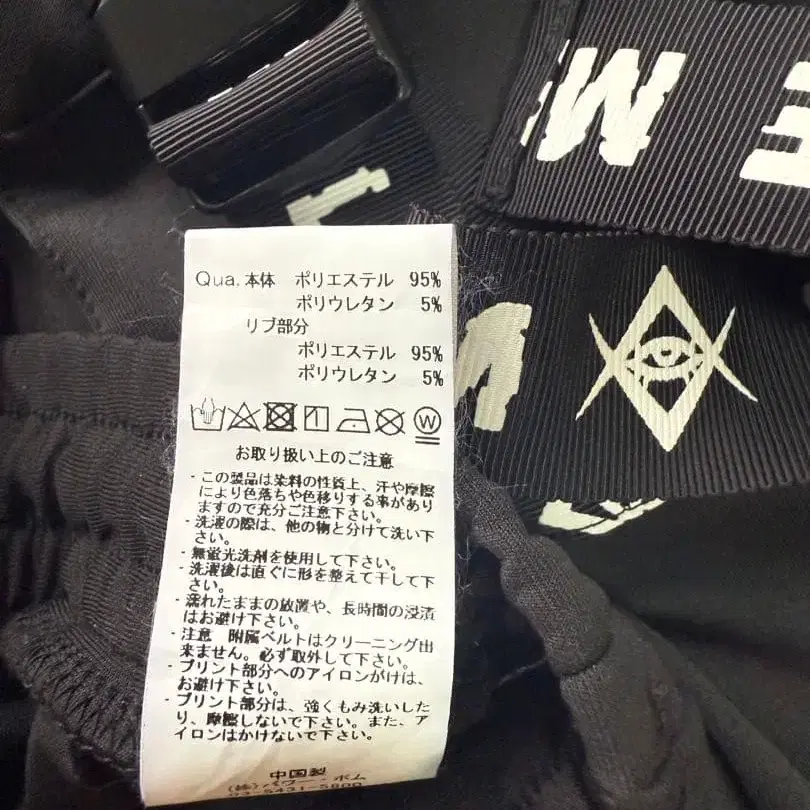 E
M
L
M
Qua. 本体 ポリエステル 95%
ポリウレタン 5%
リブ部分
ポリエステル 95%
ポリウレタン 5%
W
お取り扱い上のご注意
・この製品は染料の性質上、汗や摩擦
により色落ちや色移りする事があり
ますので充分ご注意下さい。
・洗濯の際は、他の物と分けて洗い下
さい。
・無蛍光洗剤を使用して下さい。
・洗濯後は直ぐに形を整えて干して下
さい。
・濡れたままの放置や、長時間の浸漬
はお避け下さい。
・注意 附属ベルトはクリーニング出
来ません。必ず取外して下さい。
・プリント部分へのアイロンがけは、
お避け下さい。
・プリント部分は、強くもみ洗いした
り、摩擦しないで下さい。また、ア
イロンはかけないで下さい。
中国製
(株)パワー・ボム
03-5431-5800